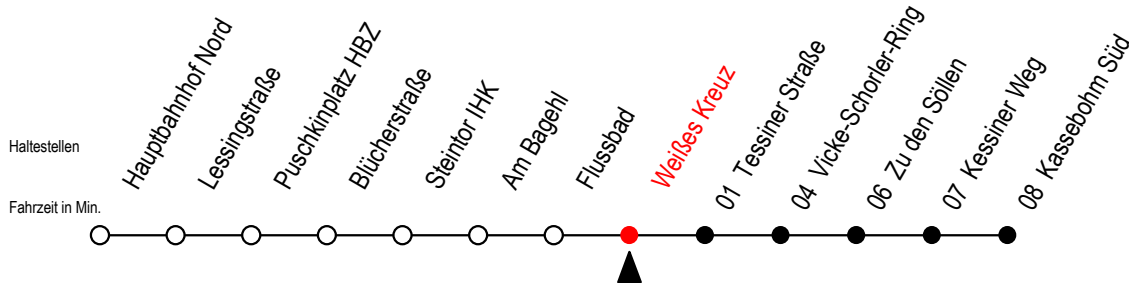 Haltestellen
Fahrzeit in Min.
Hauptbahnhof Nord
Lessingstraße
Puschkinplatz HBZ
Blücherstraße
Steintor IHK
Am Bagehl
Flussbad
Weißes Kreuz
01 Tessiner Straße
04 Vicke-Schorler-Ring
06 Zu den Söllen
07 Kessiner Weg
08 Kassebohm Süd